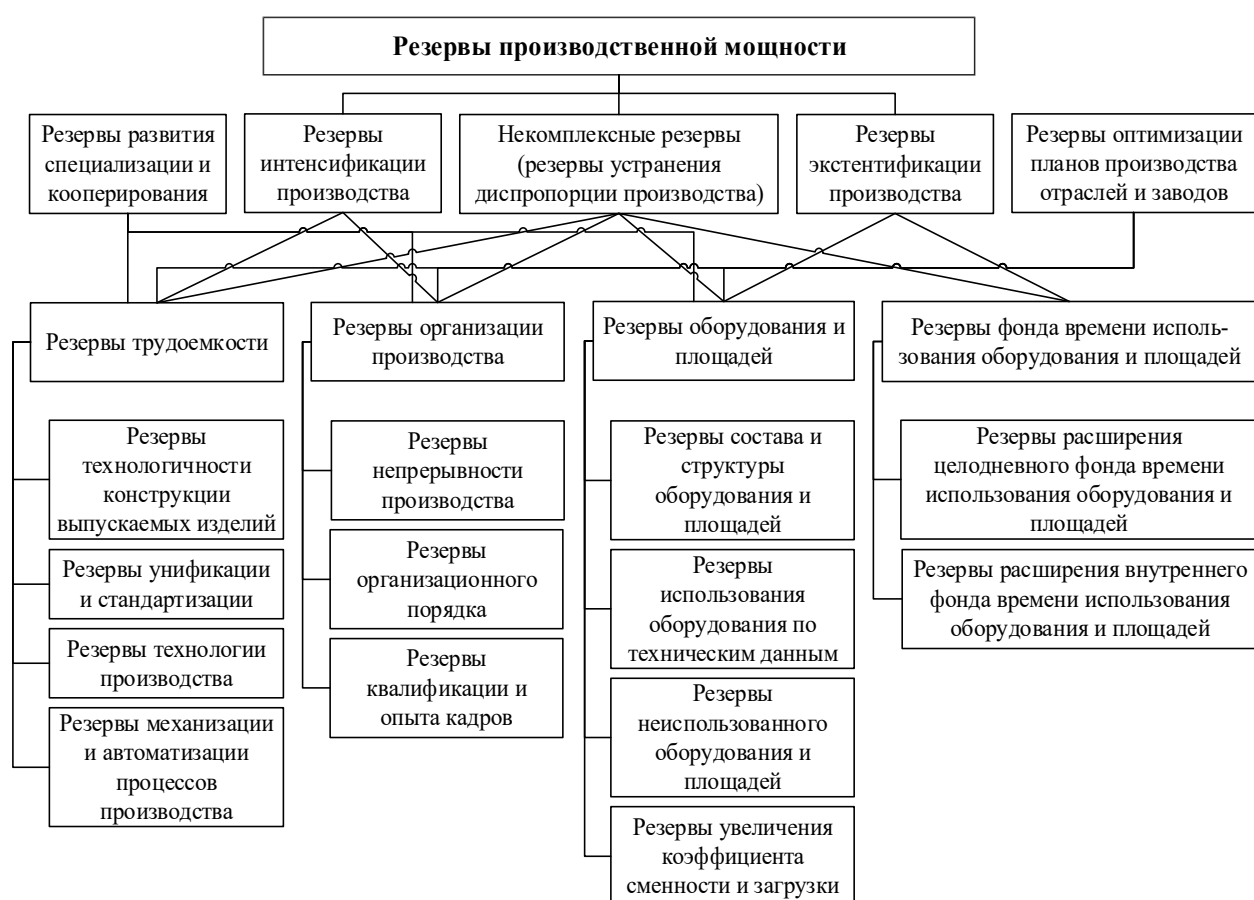 Резервы производственной мощности
Резервы развития
специализации и
кооперирования
Резервы
интенсификации
производства
Некомплексные резервы
(резервы устранения
диспропорции производства)
Резервы
экстентификации
производства
Резервы оптимизации
планов производства
отраслей и заводов
Резервы трудоемкости
Резервы организации
производства
Резервы оборудования и
площадей
Резервы фонда времени исполь-
зования оборудования и площадей
Резервы
технологичности
конструкции
выпускаемых изделий
Резервы унификации
и стандартизации
Резервы технологии
производства
Резервы механизации
и автоматизации
процессов
производства
Резервы
непрерывности
производства
Резервы
организационного
порядка
Резервы
квалификации и
опыта кадров
Резервы состава и
структуры
оборудования и
площадей
Резервы
использования
оборудования по
техническим данным
Резервы
неиспользованного
оборудования и
площадей
Резервы увеличения
коэффициента
сменности и загрузки
Резервы расширения
целодневного фонда времени
использования оборудования и
площадей
Резервы расширения внутреннего
фонда времени использования
оборудования и площадей